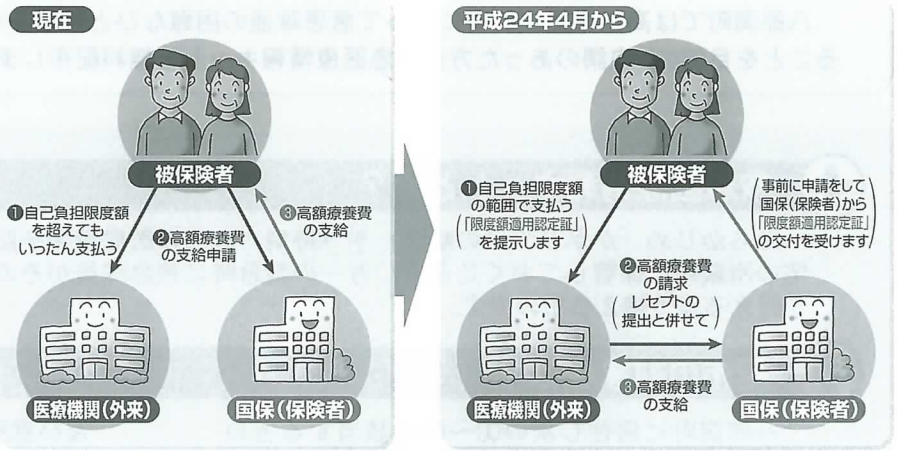 現在
被保険者
❶自己負担限度額
を超えても
いったん支払う
❷高額療養費
の支給申請
❸高額療養費
の支給
医療機関(外来)
国保(保険者)
平成24年4月から
被保険者
❶自己負担限度額
の範囲で支払う
「限度額適用認定証」
を提示します
事前に申請をして
国保(保険者)から
「限度額適用認定証」
の交付を受けます
❷高額療養費
の請求
レセプトの
提出と併せて
❸高額療養費
の支給
医療機関(外来)
国保(保険者)